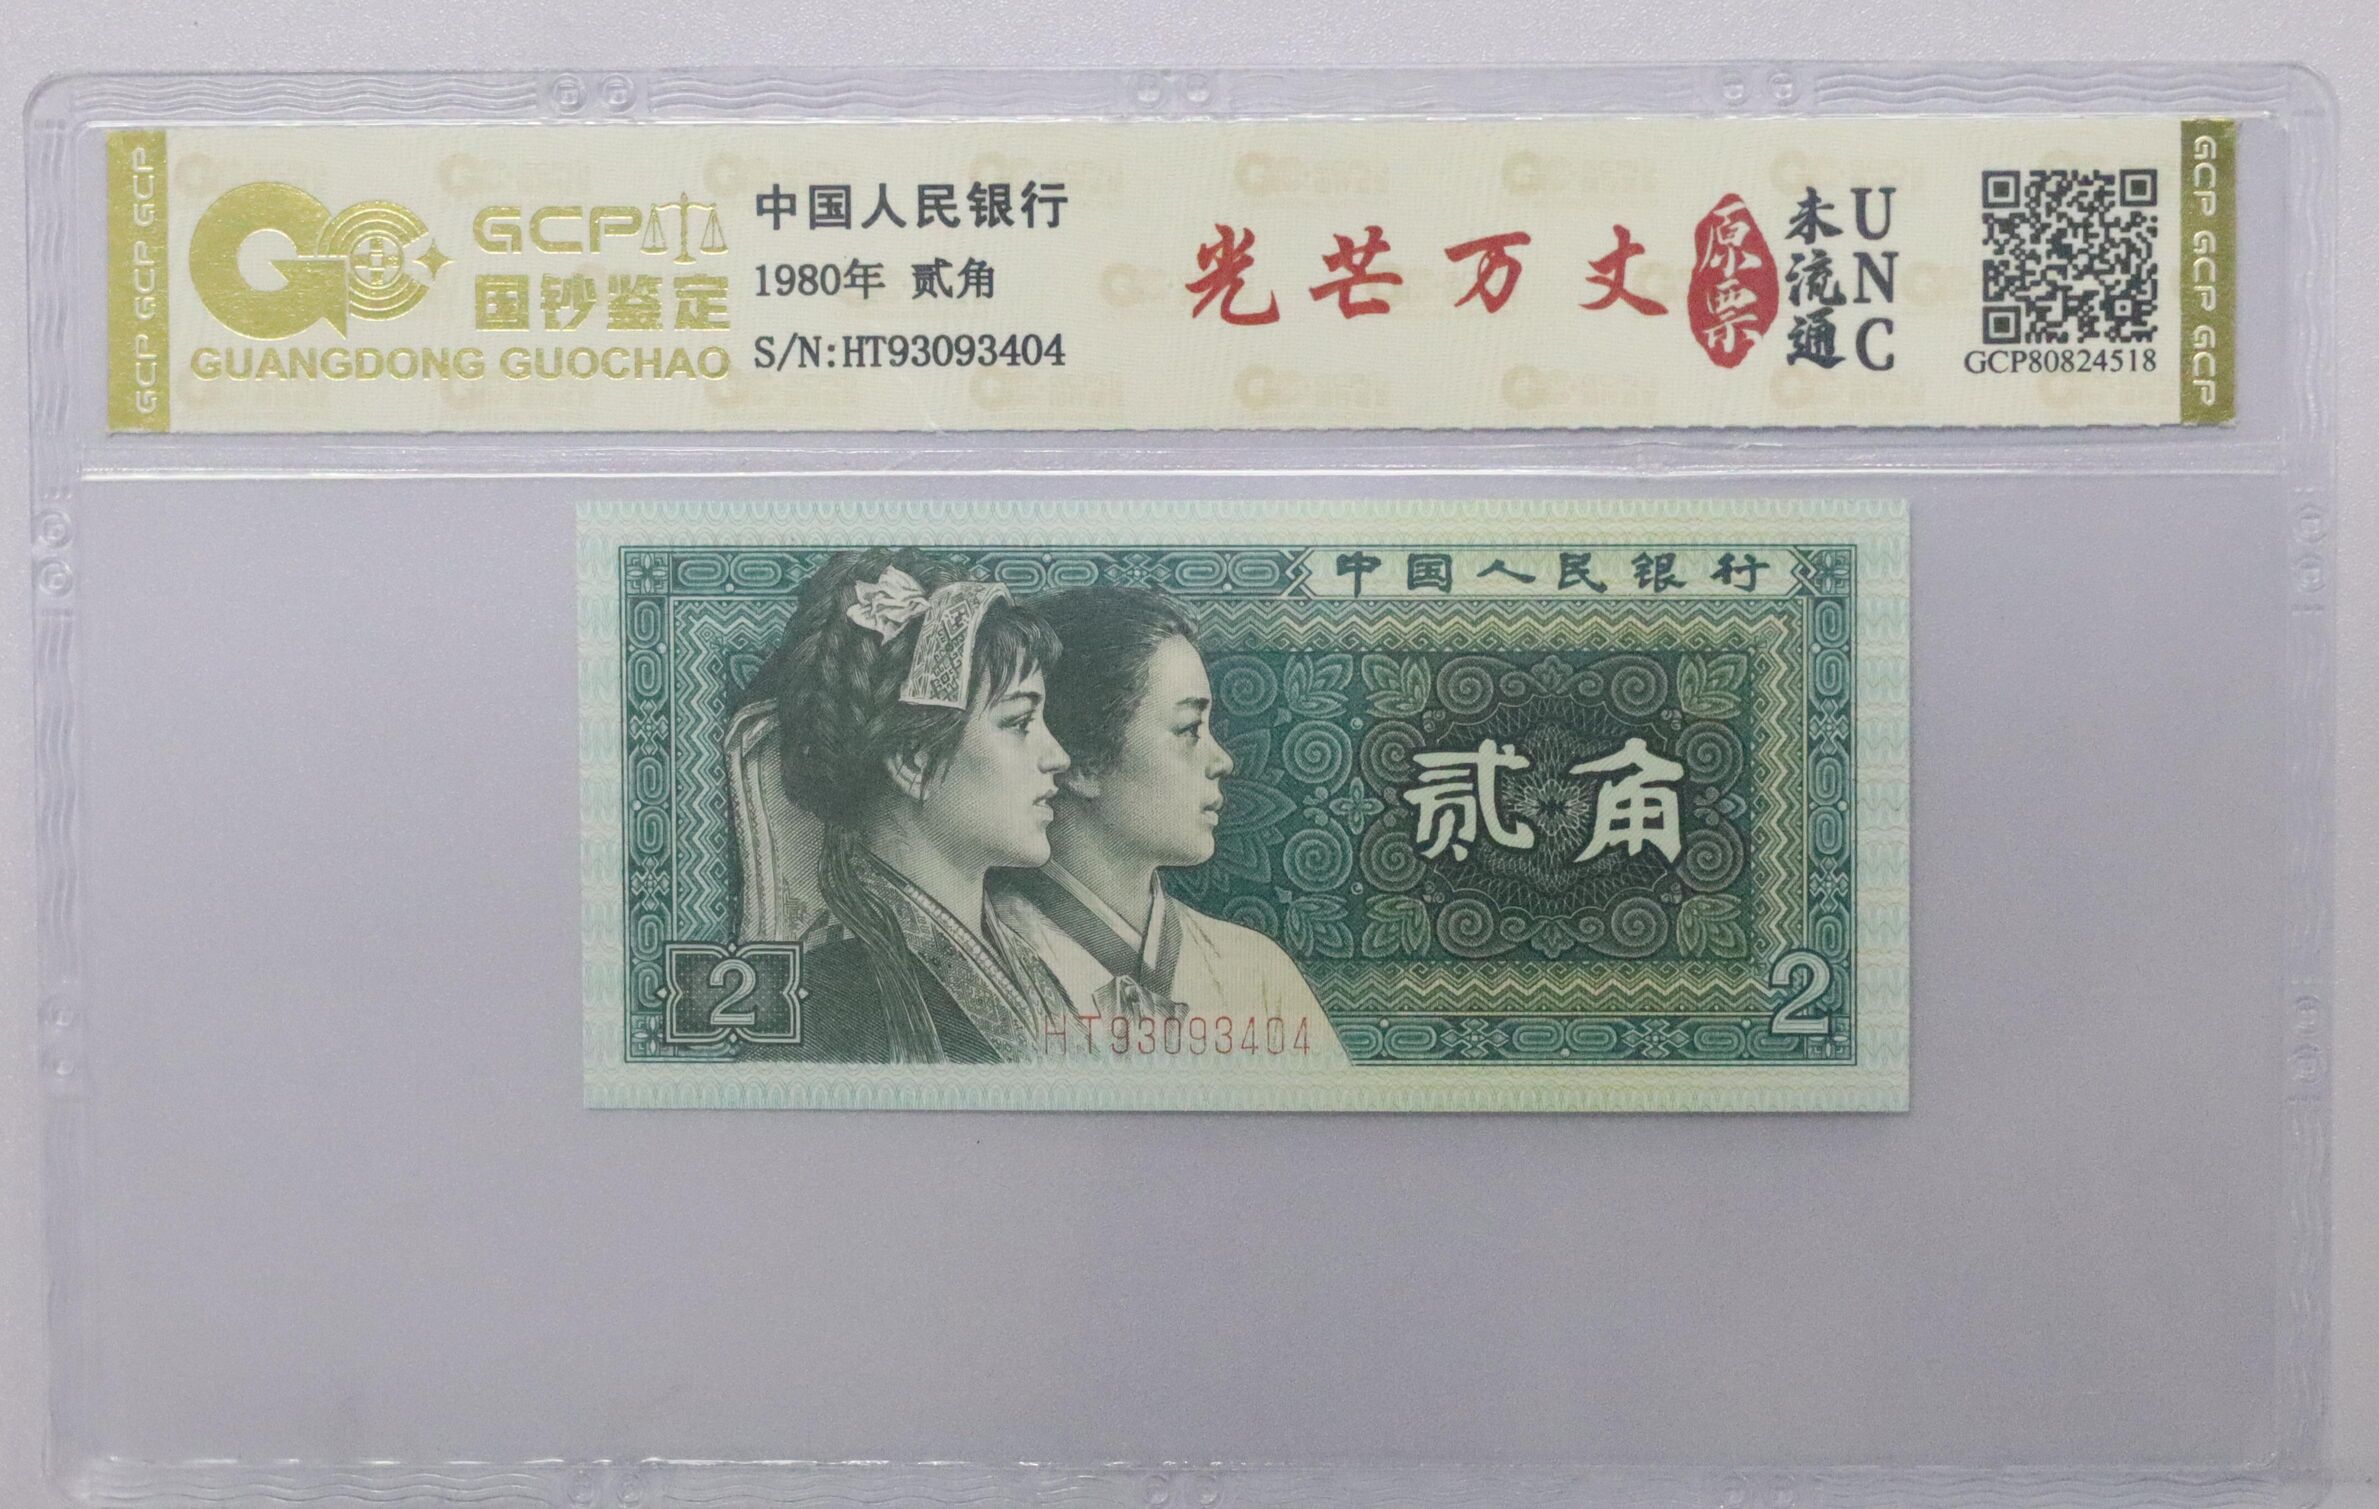 GCP GCP GCP
GCP
国钞鉴定
GUANGDONG GUOCHAO
中国人民银行
1980年 贰角
S/N:HT93093404
光芒万丈
原票
未流通
UNC
GCP80824518
GCP GCP GCP
中国人民银行
贰角
2
2
HT93093404